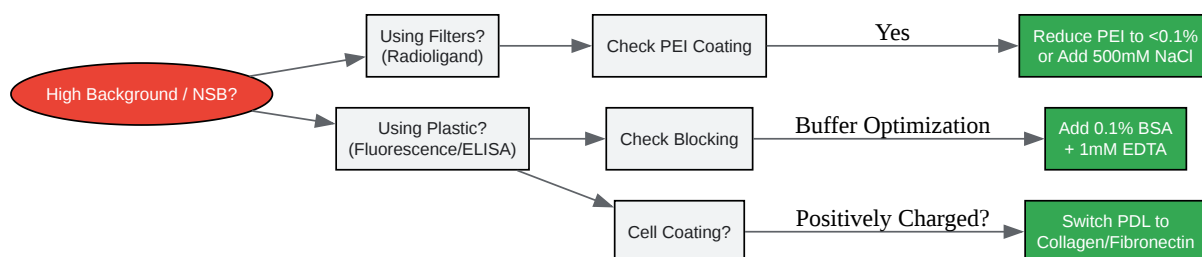 Using Filters?
(Radioligand)
Check PEI Coating
Yes
Reduce PEI to <0.1%
or Add 500mM NaCl
High Background / NSB?
Using Plastic?
(Fluorescence/ELISA)
Check Blocking
Buffer Optimization
Add 0.1% BSA
+ 1mM EDTA
Cell Coating?
Positively Charged?
Switch PDL to
Collagen/Fibronectin